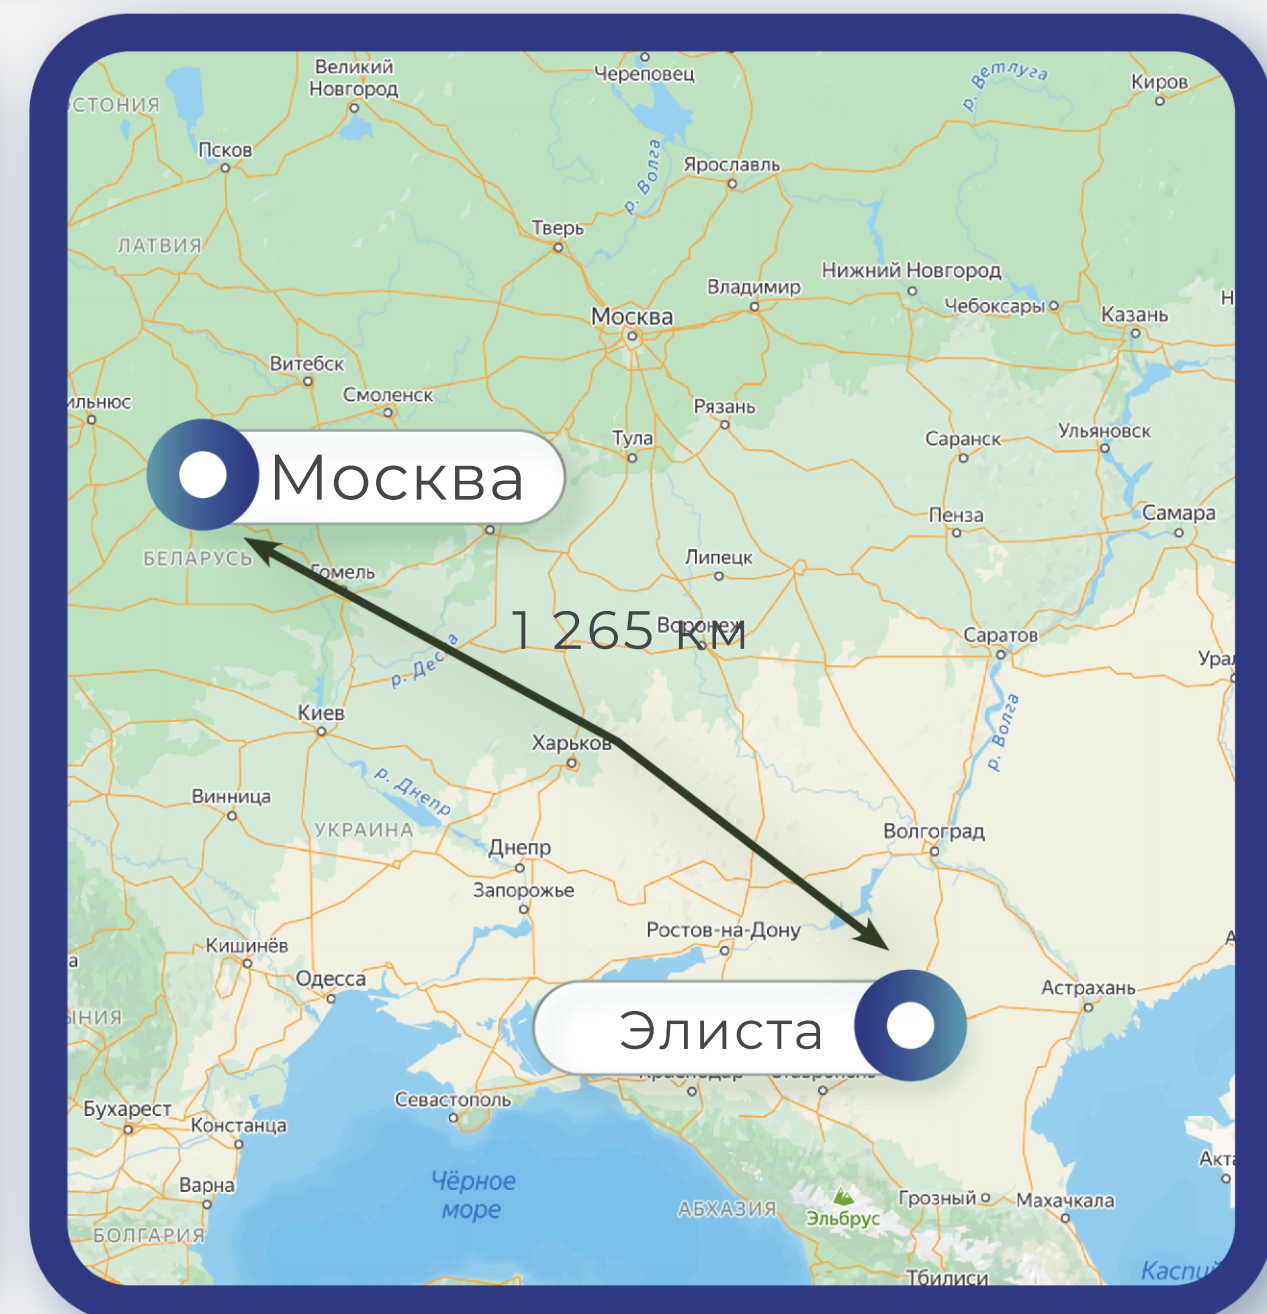 Великий
Новгород
Череповец
р. Ветлуга
Киров
Псков
р. Волга
Ярославль
ЛАТВИЯ
Тверь
Нижний Новгород
Владимир
Чебоксары
Казань
Москва
Витебск
Смоленск
Рязань
Тула
Саранск
Ульяновск
Москва
Пенза
Самара
БЕЛАРУСЬ
Гомель
Липецк
1 265 км
Воронеж
Саратов
р. Десна
р. Волга
Киев
Харьков
р. Днепр
Винница
УКРАИНА
Волгоград
Днепр
Запорожье
Ростов-на-Дону
Кишинёв
Одесса
Астрахань
Элиста
Севастополь
Бухарест
Констанца
Чёрное
море
Варна
АБХАЗИЯ
Эльбрус
Грозный
Махачкала
БОЛГАРИЯ
Тбилиси